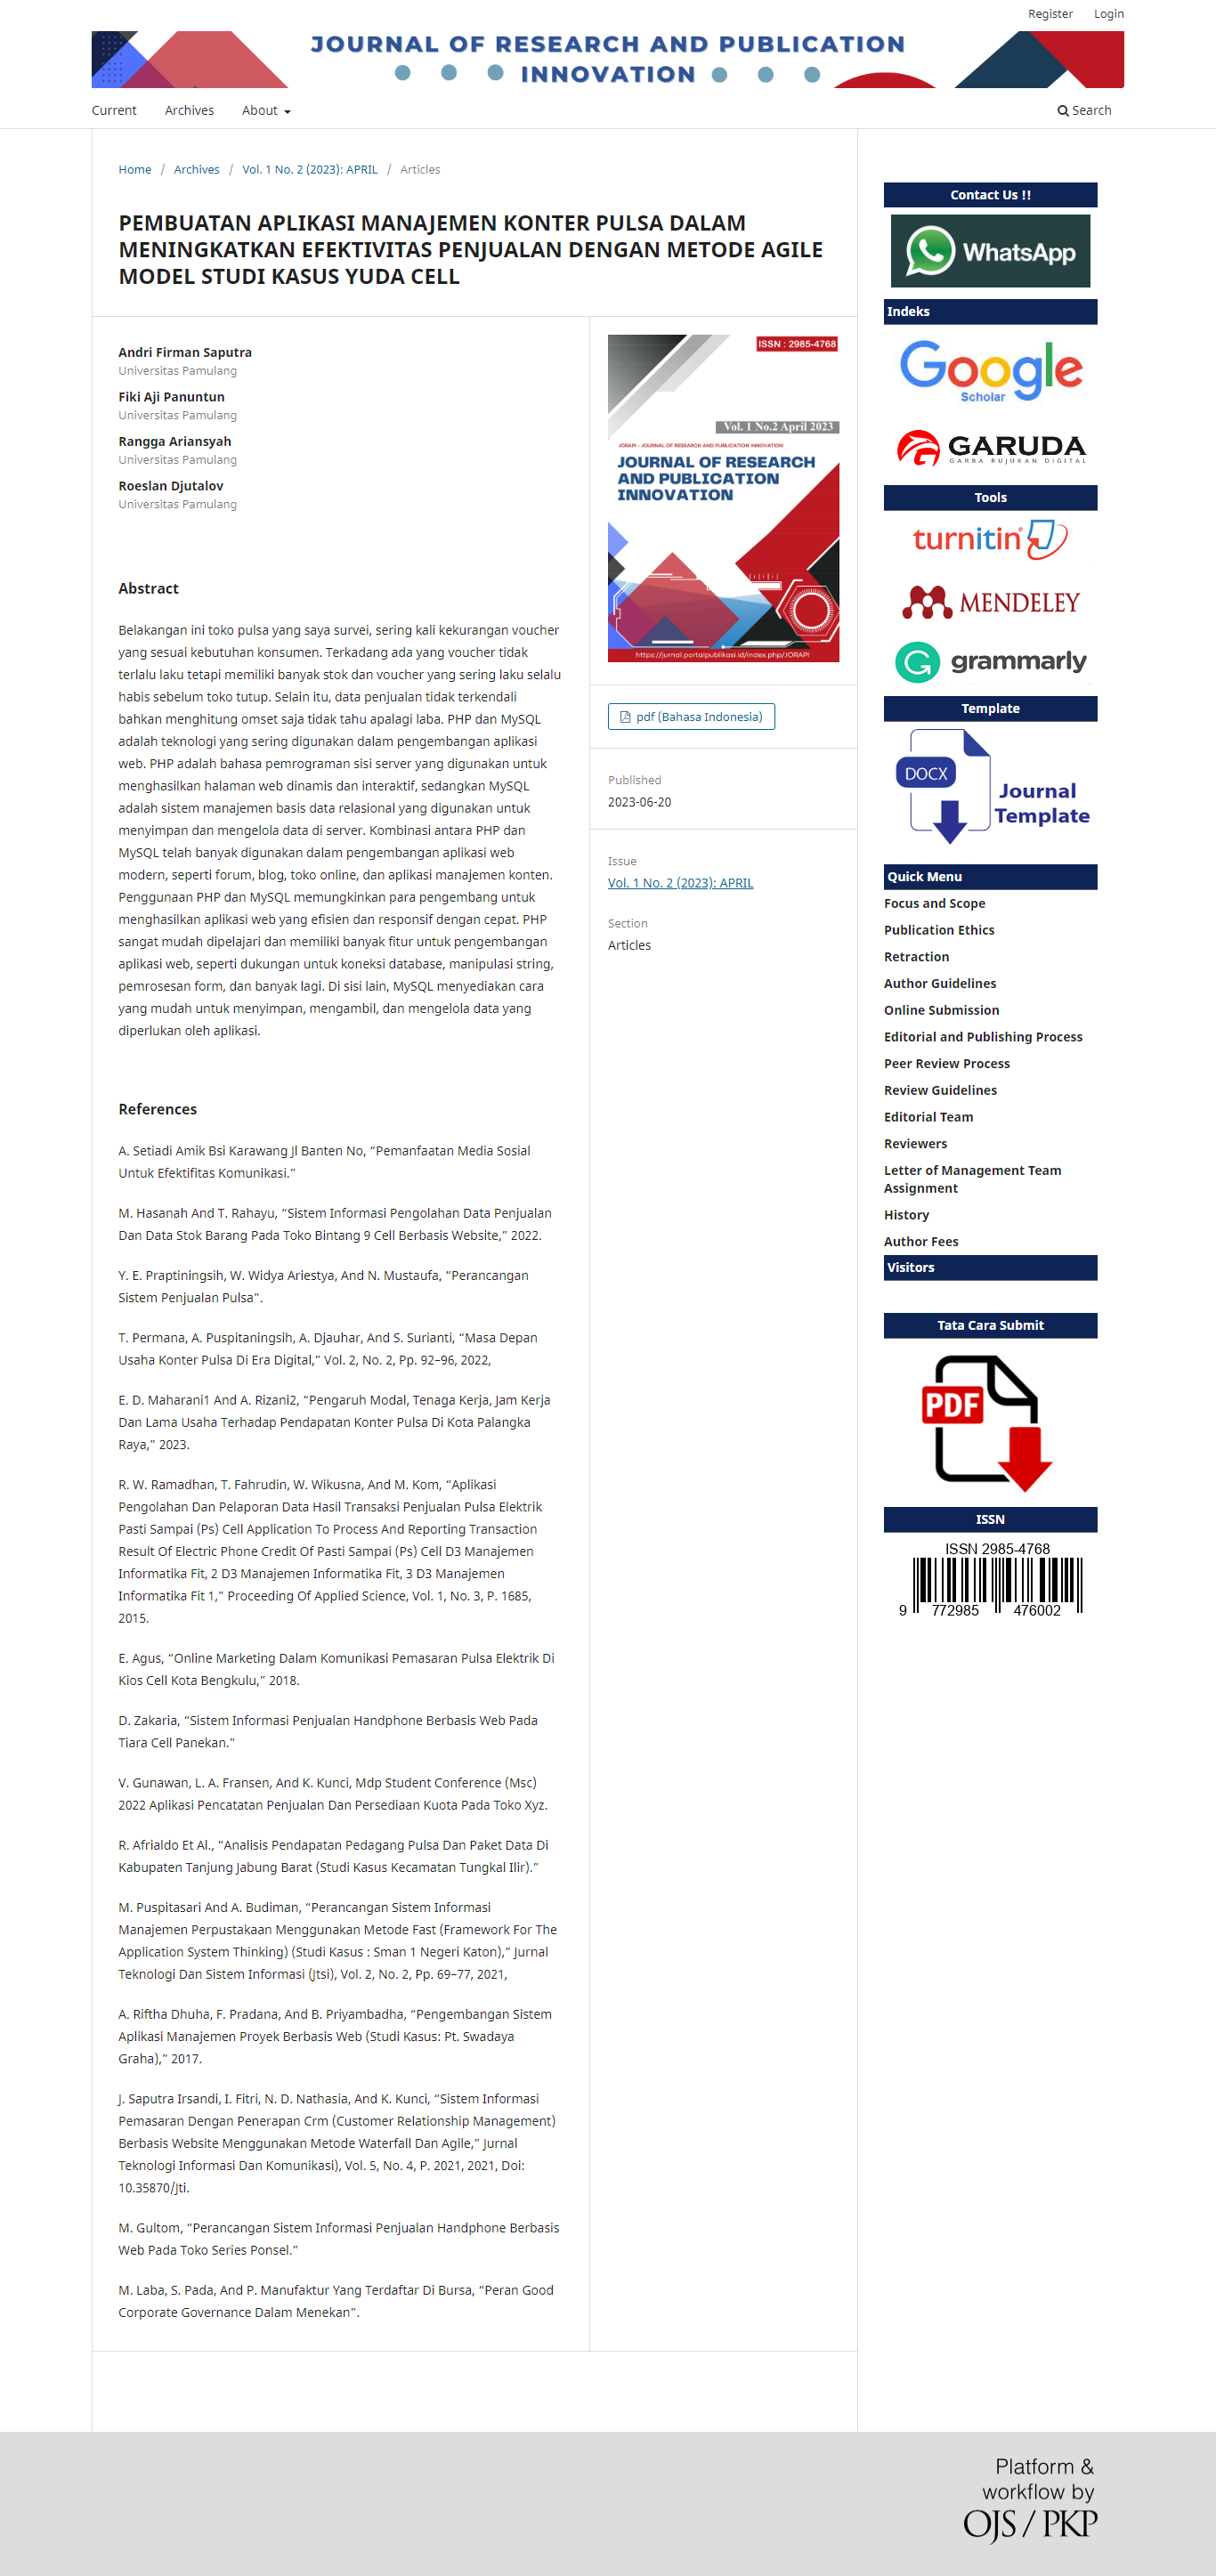 Register
Login
JOURNAL OF RESEARCH AND PUBLICATION
INNOVATION
Current
Archives
About
Search
Home / Archives / Vol. 1 No. 2 (2023): APRIL / Articles
PEMBUATAN APLIKASI MANAJEMEN KONTER PULSA DALAM
MENINGKATKAN EFEKTIVITAS PENJUALAN DENGAN METODE AGILE
MODEL STUDI KASUS YUDA CELL
Andri Firman Saputra
Universitas Pamulang
Fiki Aji Panuntun
Universitas Pamulang
Rangga Ariansyah
Universitas Pamulang
Roeslan Djutalov
Universitas Pamulang
Abstract
Belakangan ini toko pulsa yang saya survei, sering kali kekurangan voucher
yang sesuai kebutuhan konsumen. Terkadang ada yang voucher tidak
terlalu laku tetapi memiliki banyak stok dan voucher yang sering laku selalu
habis sebelum toko tutup. Selain itu, data penjualan tidak terkendali
bahkan menghitung omset saja tidak tahu apalagi laba. PHP dan MySQL
adalah teknologi yang sering digunakan dalam pengembangan aplikasi
web. PHP adalah bahasa pemrograman sisi server yang digunakan untuk
menghasilkan halaman web dinamis dan interaktif, sedangkan MySQL
adalah sistem manajemen basis data relasional yang digunakan untuk
menyimpan dan mengelola data di server. Kombinasi antara PHP dan
MySQL telah banyak digunakan dalam pengembangan aplikasi web
modern, seperti forum, blog, toko online, dan aplikasi manajemen konten.
Penggunaan PHP dan MySQL memungkinkan para pengembang untuk
menghasilkan aplikasi web yang efisien dan responsif dengan cepat. PHP
sangat mudah dipelajari dan memiliki banyak fitur untuk pengembangan
aplikasi web, seperti dukungan untuk koneksi database, manipulasi string,
pemrosesan form, dan banyak lagi. Di sisi lain, MySQL menyediakan cara
yang mudah untuk menyimpan, mengambil, dan mengelola data yang
diperlukan oleh aplikasi.
References
A. Setiadi Amik Bsi Karawang Jl Banten No, “Pemanfaatan Media Sosial
Untuk Efektifitas Komunikasi.”
M. Hasanah And T. Rahayu, “Sistem Informasi Pengolahan Data Penjualan
Dan Data Stok Barang Pada Toko Bintang 9 Cell Berbasis Website,” 2022.
Y. E. Praptiningsih, W. Widya Ariestya, And N. Mustaufa, “Perancangan
Sistem Penjualan Pulsa”.
T. Permana, A. Puspitaningsih, A. Djauhar, And S. Surianti, “Masa Depan
Usaha Konter Pulsa Di Era Digital,” Vol. 2, No. 2, Pp. 92–96, 2022,
E. D. Maharani1 And A. Rizani2, “Pengaruh Modal, Tenaga Kerja, Jam Kerja
Dan Lama Usaha Terhadap Pendapatan Konter Pulsa Di Kota Palangka
Raya,” 2023.
R. W. Ramadhan, T. Fahrudin, W. Wikusna, And M. Kom, “Aplikasi
Pengolahan Dan Pelaporan Data Hasil Transaksi Penjualan Pulsa Elektrik
Pasti Sampai (Ps) Cell Application To Process And Reporting Transaction
Result Of Electric Phone Credit Of Pasti Sampai (Ps) Cell D3 Manajemen
Informatika Fit, 2 D3 Manajemen Informatika Fit, 3 D3 Manajemen
Informatika Fit 1,” Proceeding Of Applied Science, Vol. 1, No. 3, P. 1685,
2015.
E. Agus, “Online Marketing Dalam Komunikasi Pemasaran Pulsa Elektrik Di
Kios Cell Kota Bengkulu,” 2018.
D. Zakaria, “Sistem Informasi Penjualan Handphone Berbasis Web Pada
Tiara Cell Panekan.”
V. Gunawan, L. A. Fransen, And K. Kunci, Mdp Student Conference (Msc)
2022 Aplikasi Pencatatan Penjualan Dan Persediaan Kuota Pada Toko Xyz.
R. Afrialdo Et Al., “Analisis Pendapatan Pedagang Pulsa Dan Paket Data Di
Kabupaten Tanjung Jabung Barat (Studi Kasus Kecamatan Tungkal Ilir).”
M. Puspitasari And A. Budiman, “Perancangan Sistem Informasi
Manajemen Perpustakaan Menggunakan Metode Fast (Framework For The
Application System Thinking) (Studi Kasus : Sman 1 Negeri Katon),” Jurnal
Teknologi Dan Sistem Informasi (Jtsi), Vol. 2, No. 2, Pp. 69–77, 2021,
A. Riftha Dhuha, F. Pradana, And B. Priyambadha, “Pengembangan Sistem
Aplikasi Manajemen Proyek Berbasis Web (Studi Kasus: Pt. Swadaya
Graha),” 2017.
J. Saputra Irsandi, I. Fitri, N. D. Nathasia, And K. Kunci, “Sistem Informasi
Pemasaran Dengan Penerapan Crm (Customer Relationship Management)
Berbasis Website Menggunakan Metode Waterfall Dan Agile,” Jurnal
Teknologi Informasi Dan Komunikasi), Vol. 5, No. 4, P. 2021, 2021, Doi:
10.35870/Jti.
M. Gultom, “Perancangan Sistem Informasi Penjualan Handphone Berbasis
Web Pada Toko Series Ponsel.”
M. Laba, S. Pada, And P. Manufaktur Yang Terdaftar Di Bursa, “Peran Good
Corporate Governance Dalam Menekan”.
ISSN : 2985-4768
Vol. 1 No.2 April 2023
JORAPI - JOURNAL OF RESEARCH AND PUBLICATION INNOVATION
JOURNAL OF RESEARCH
AND PUBLICATION
INNOVATION
https://jurnal.portalpublikasi.id/index.php/JORAPI
pdf (Bahasa Indonesia)
Published
2023-06-20
Issue
Vol. 1 No. 2 (2023): APRIL
Section
Articles
Contact Us !!
WhatsApp
Indeks
Google
Scholar
GARUDA
GARBA RUJUKAN DIGITAL
Tools
turnitin
MENDELEY
grammarly
Template
DOCX
Journal
Template
Quick Menu
Focus and Scope
Publication Ethics
Retraction
Author Guidelines
Online Submission
Editorial and Publishing Process
Peer Review Process
Review Guidelines
Editorial Team
Reviewers
Letter of Management Team
Assignment
History
Author Fees
Visitors
Tata Cara Submit
PDF
ISSN
ISSN 2985-4768
9 772985 476002
Platform &
workflow by
OJS / PKP